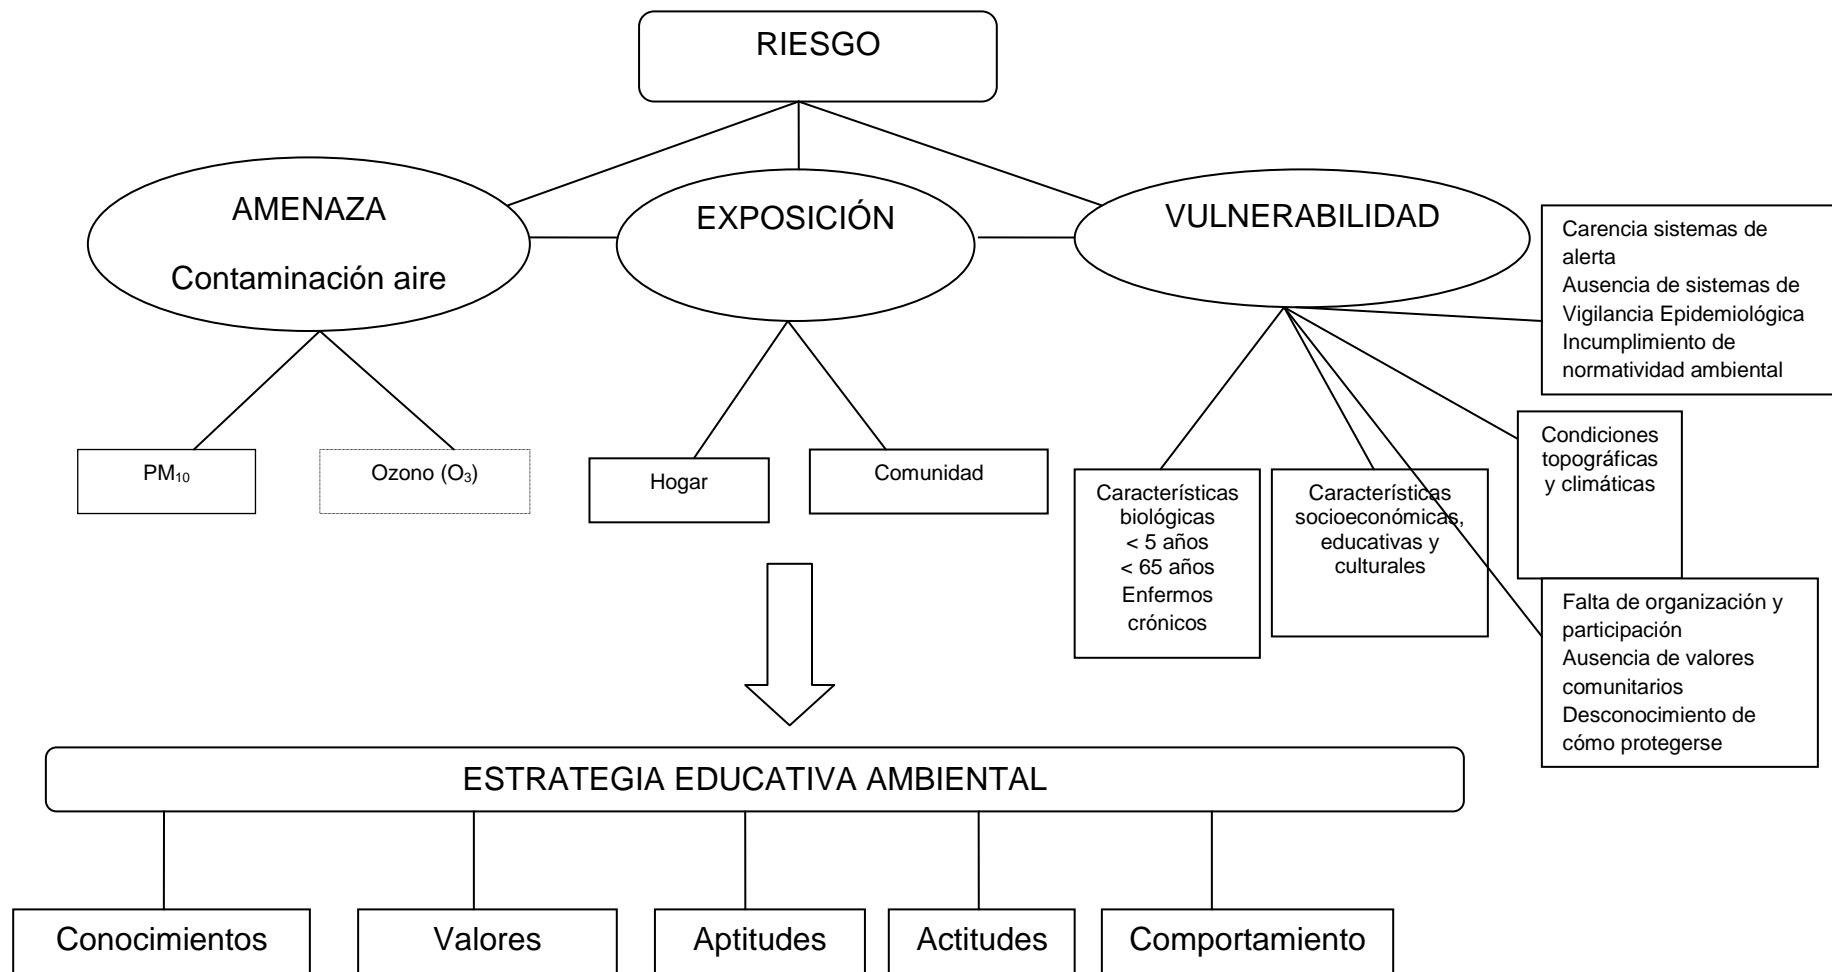 RIESGO
AMENAZA
Contaminación aire
EXPOSICIÓN
VULNERABILIDAD
Carencia sistemas de
alerta
Ausencia de sistemas de
Vigilancia Epidemiológica
Incumplimiento de
normatividad ambiental
PM₁₀
Ozono (O₃)
Hogar
Comunidad
Característícas
biológicas
< 5 años
< 65 años
Enfermos
crónicos
Característícas
socioeconómicas,
educativas y
culturales
Condiciones
topográficas
y climáticas
Falta de organización y
participación
Ausencia de valores
comunitarios
Desconocimiento de
cómo protegerse
ESTRATEGIA EDUCATIVA AMBIENTAL
Conocimientos
Valores
Aptitudes
Actitudes
Comportamiento